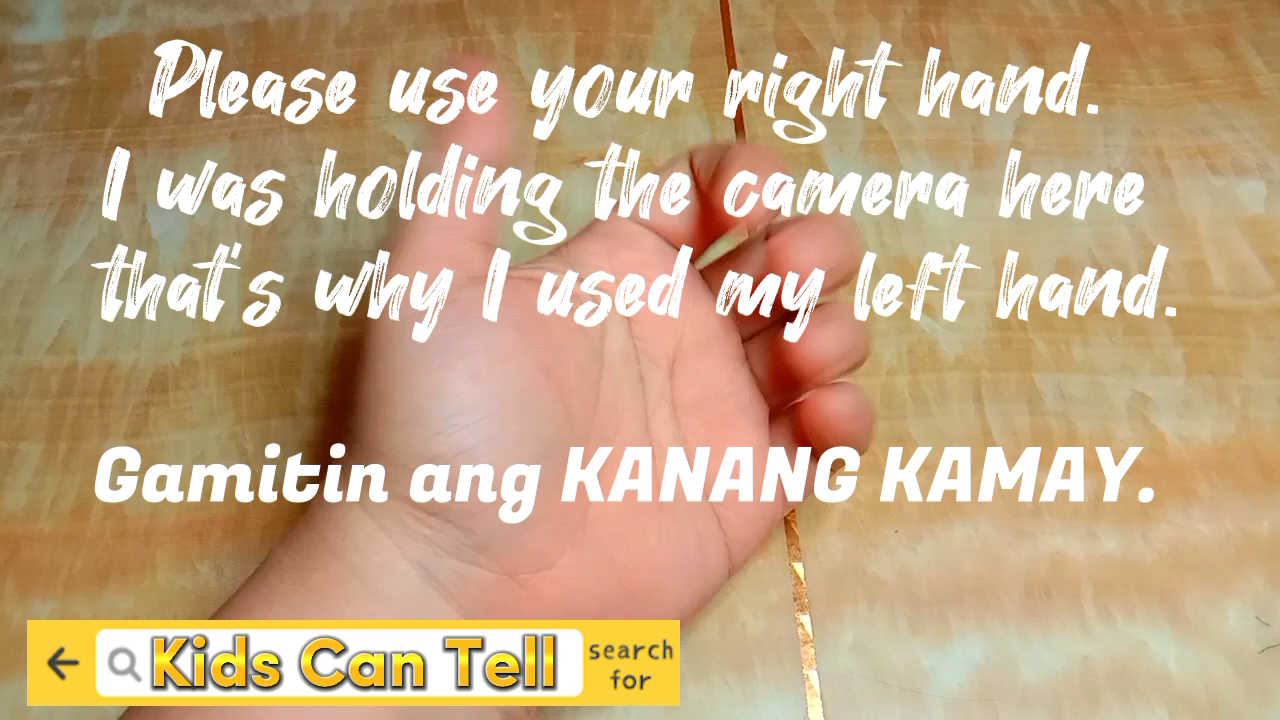 Please use your right hand.
I was holding the camera here
that's why I used my left hand.
Gamitin ang KANANG KAMAY.
Kids Can Tell
search
for